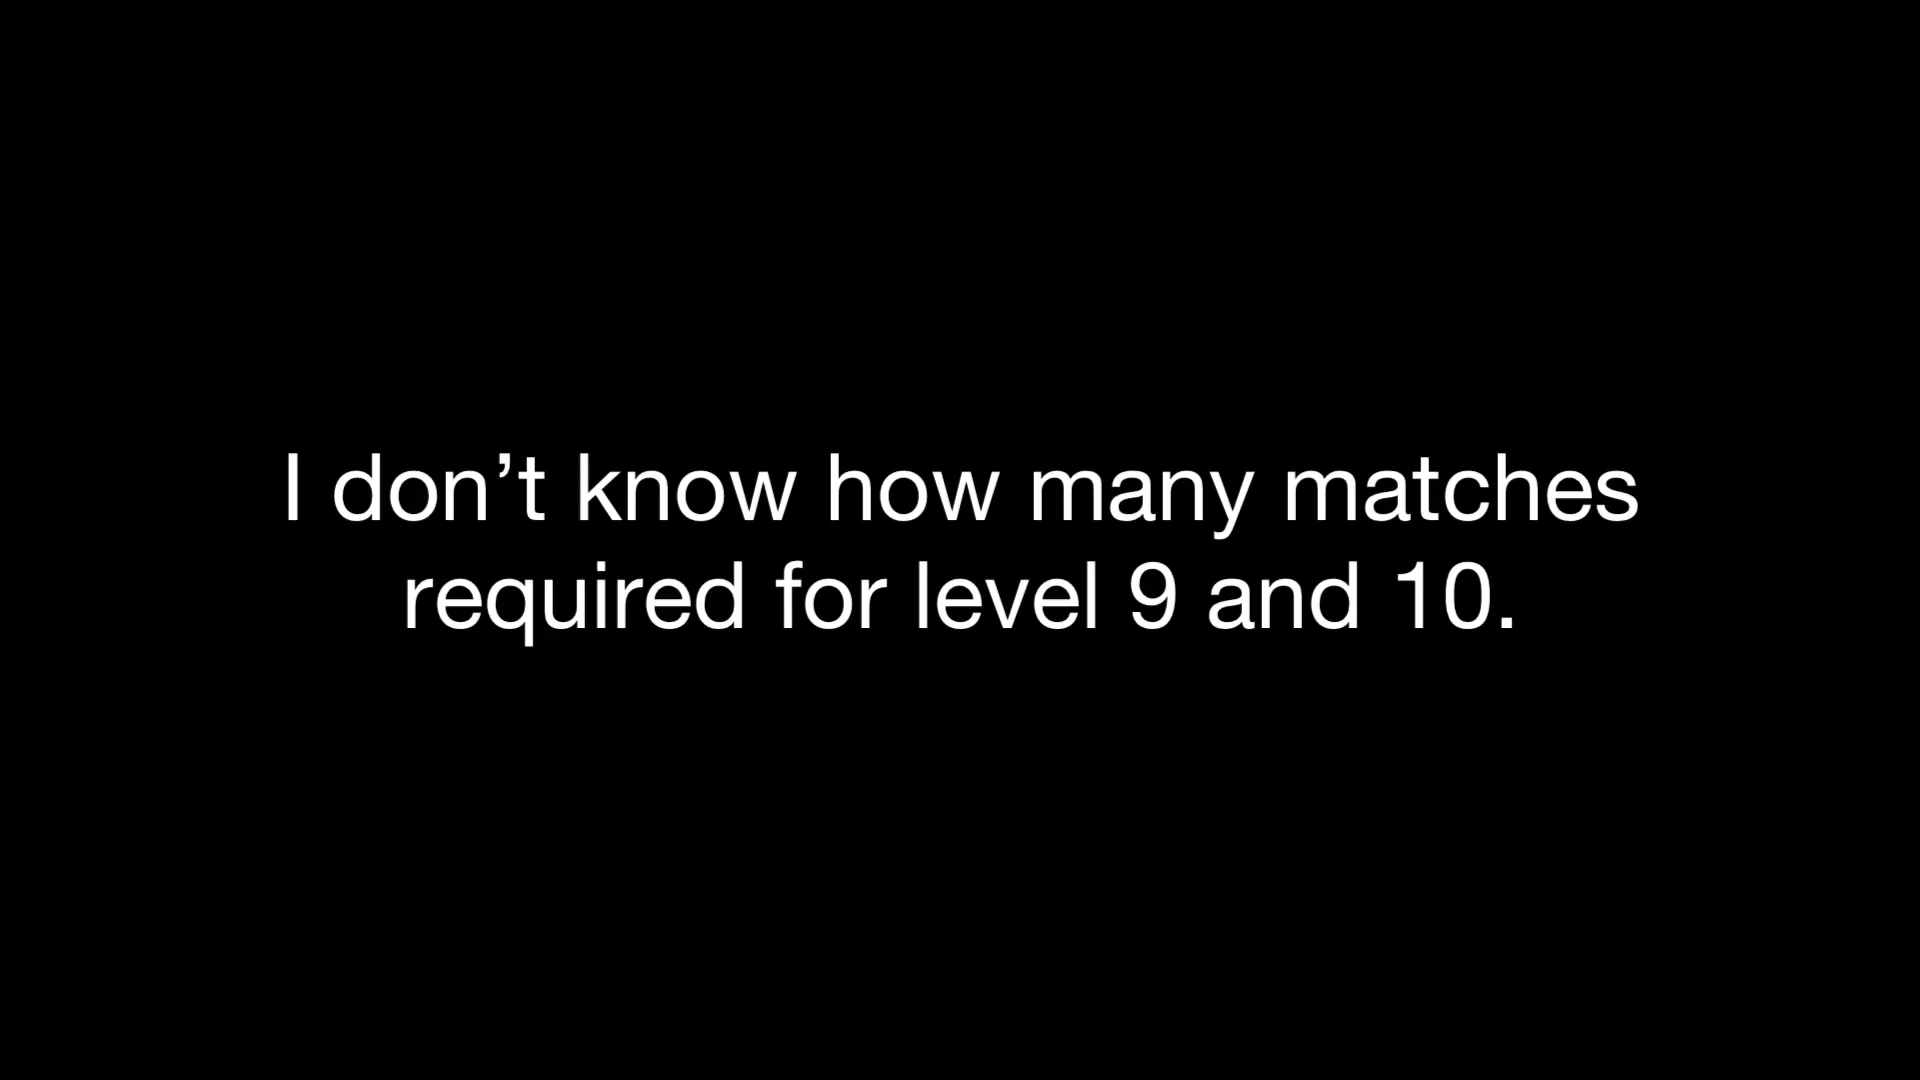 I don’t know how many matches
required for level 9 and 10.